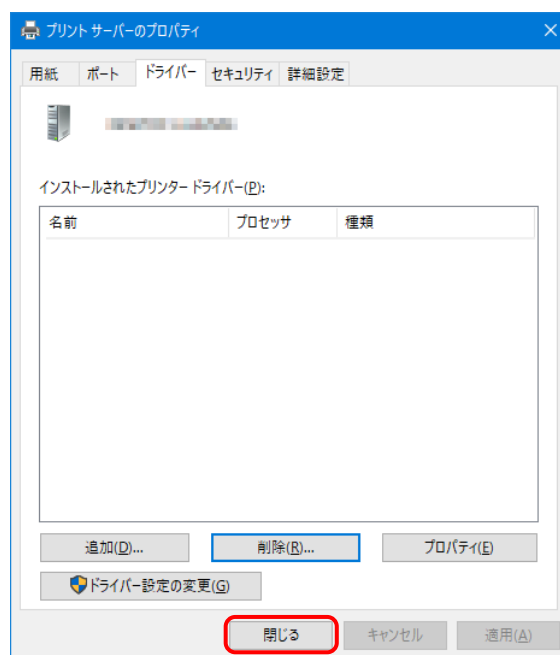 プリント サーバーのプロパティ
用紙 ポート ドライバー セキュリティ 詳細設定
インストールされたプリンター ドライバー(P):
名前 プロセッサ 種類
追加(D)... 削除(R)... プロパティ(E)
ドライバー設定の変更(G)
閉じる キャンセル 適用(A)